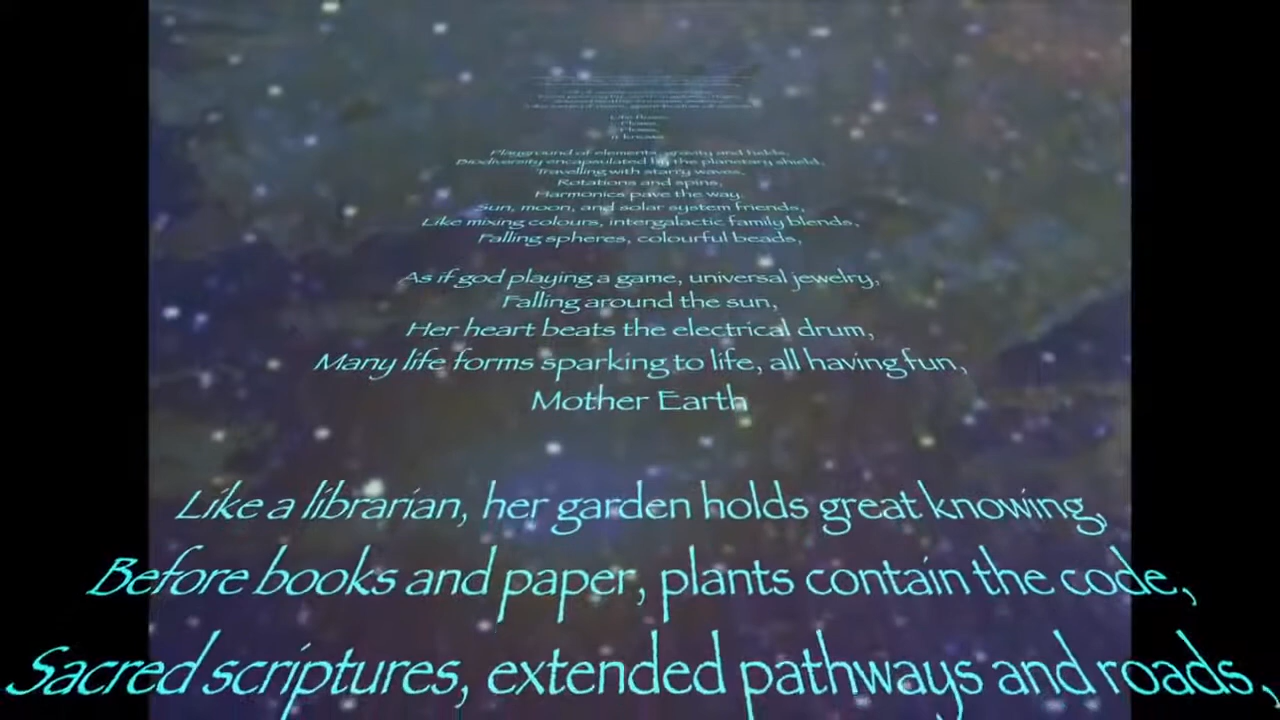 Life flows,
Flows,
Flows,
It knows
Playground of elements, gravity and fields,
Biodiversity encapsulated by the planetary shield,
Travelling with starry waves,
Rotations and spins,
Harmonics pave the way.
Sun, moon, and solar system friends,
Like mixing colours, intergalactic family blends,
Falling spheres, colourful beads,
As if god playing a game, universal jewelry,
Falling around the sun,
Her heart beats the electrical drum,
Many life forms sparking to life, all having fun,
Mother Earth
Like a librarian, her garden holds great knowing,
Before books and paper, plants contain the code,
Sacred scriptures, extended pathways and roads,